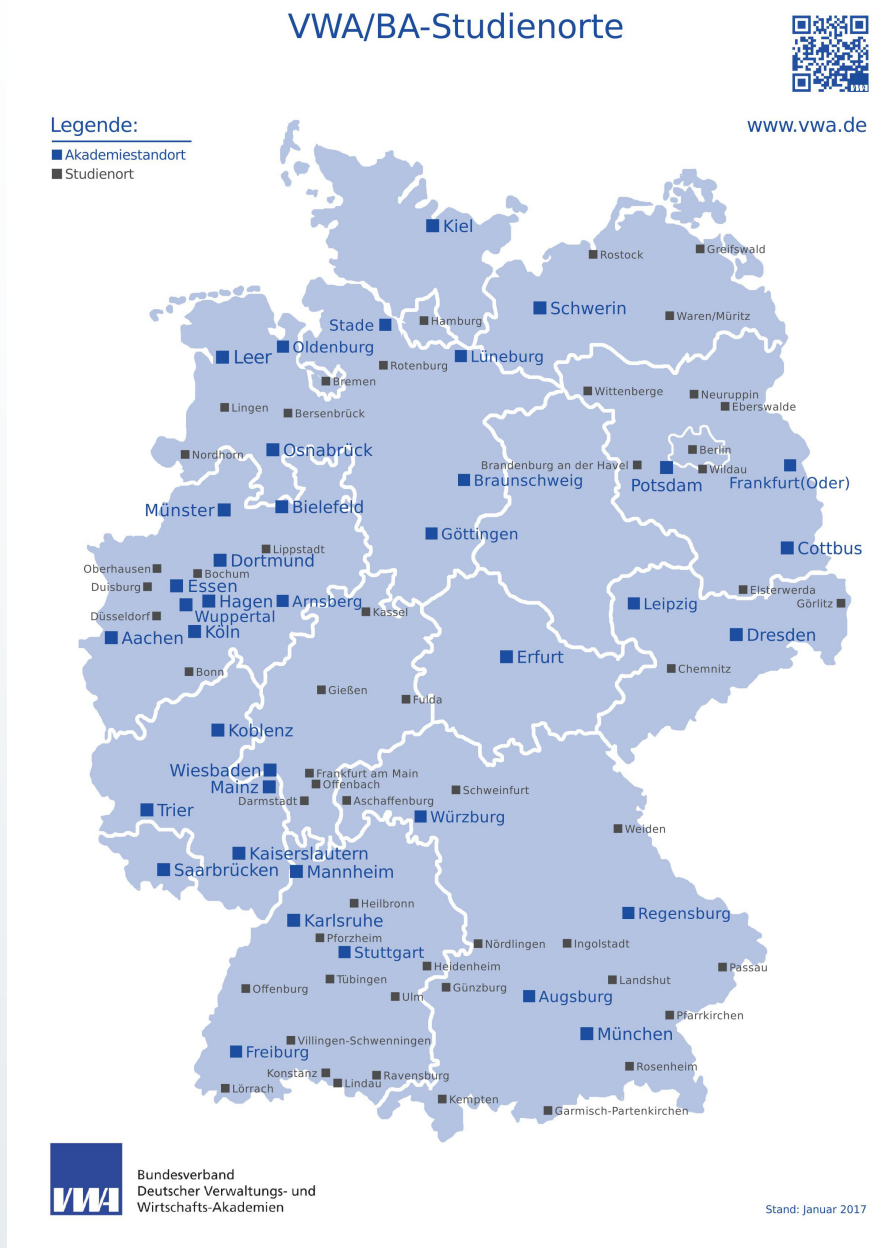 VWA/BA-Studienorte
www.vwa.de
Legende:
Akademiestandort
Studienort
Kiel
Rostock
Greifswald
Schwerin
Waren/Müritz
Hamburg
Stade
Oldenburg
Leer
Lüneburg
Rotenburg
Bremen
Wittenberge
Neuruppin
Eberswalde
Lingen
Bersenbrück
Osnabrück
Nordhorn
Berlin
Brandenburg an der Havel
Wildau
Potsdam
Frankfurt(Oder)
Braunschweig
Münster
Bielefeld
Göttingen
Cottbus
Lippstadt
Dortmund
Oberhausen
Bochum
Duisburg
Essen
Elsterwerda
Görlitz
Hagen
Arnsberg
Leipzig
Kassel
Düsseldorf
Wuppertal
Köln
Aachen
Dresden
Erfurt
Chemnitz
Bonn
Gießen
Fulda
Koblenz
Wiesbaden
Frankfurt am Main
Offenbach
Mainz
Schweinfurt
Darmstadt
Aschaffenburg
Trier
Würzburg
Weiden
Kaiserslautern
Saarbrücken
Mannheim
Heilbronn
Regensburg
Karlsruhe
Pforzheim
Nördlingen
Ingolstadt
Stuttgart
Heidenheim
Passau
Tübingen
Landshut
Offenburg
Günzburg
Ulm
Augsburg
Pfarrkirchen
München
Villingen-Schwenningen
Freiburg
Rosenheim
Konstanz
Ravensburg
Lindau
Lörrach
Kempten
Garmisch-Partenkirchen
VWA
Bundesverband
Deutscher Verwaltungs- und
Wirtschafts-Akademien
Stand: Januar 2017